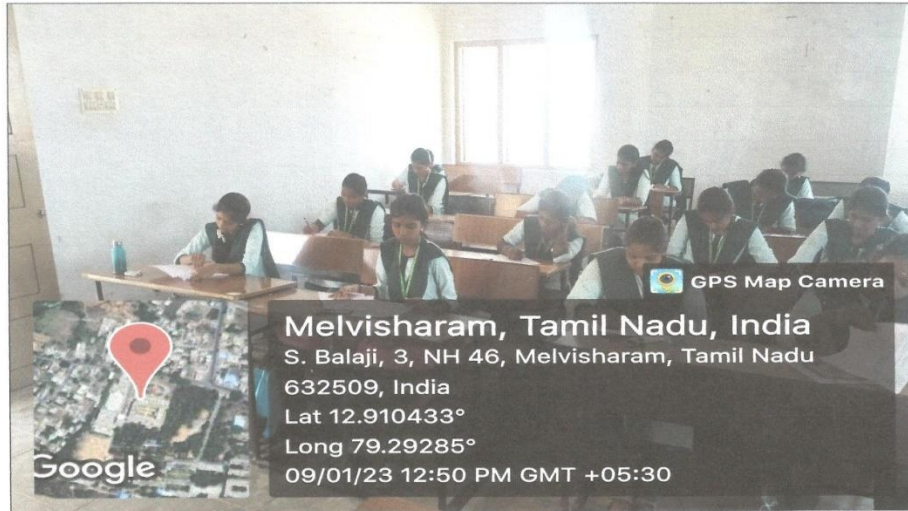 GPS Map Camera
Melvisharam, Tamil Nadu, India
S. Balaji, 3, NH 46, Melvisharam, Tamil Nadu
632509, India
Lat 12.910433°
Long 79.29285°
09/01/23 12:50 PM GMT +05:30
Google